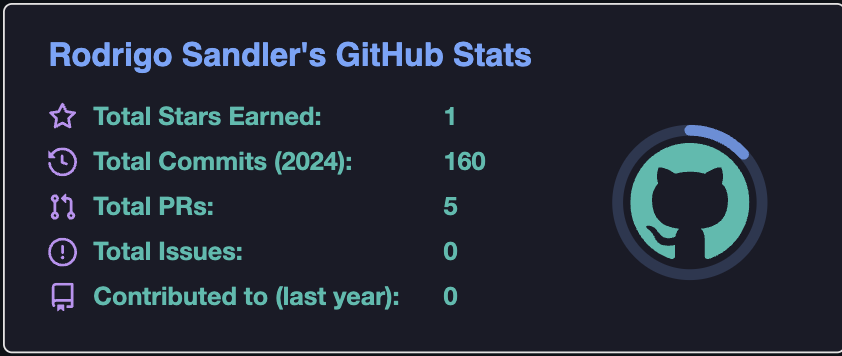 Rodrigo Sandler's GitHub Stats
Total Stars Earned: 1
Total Commits (2024): 160
Total PRs: 5
Total Issues: 0
Contributed to (last year): 0